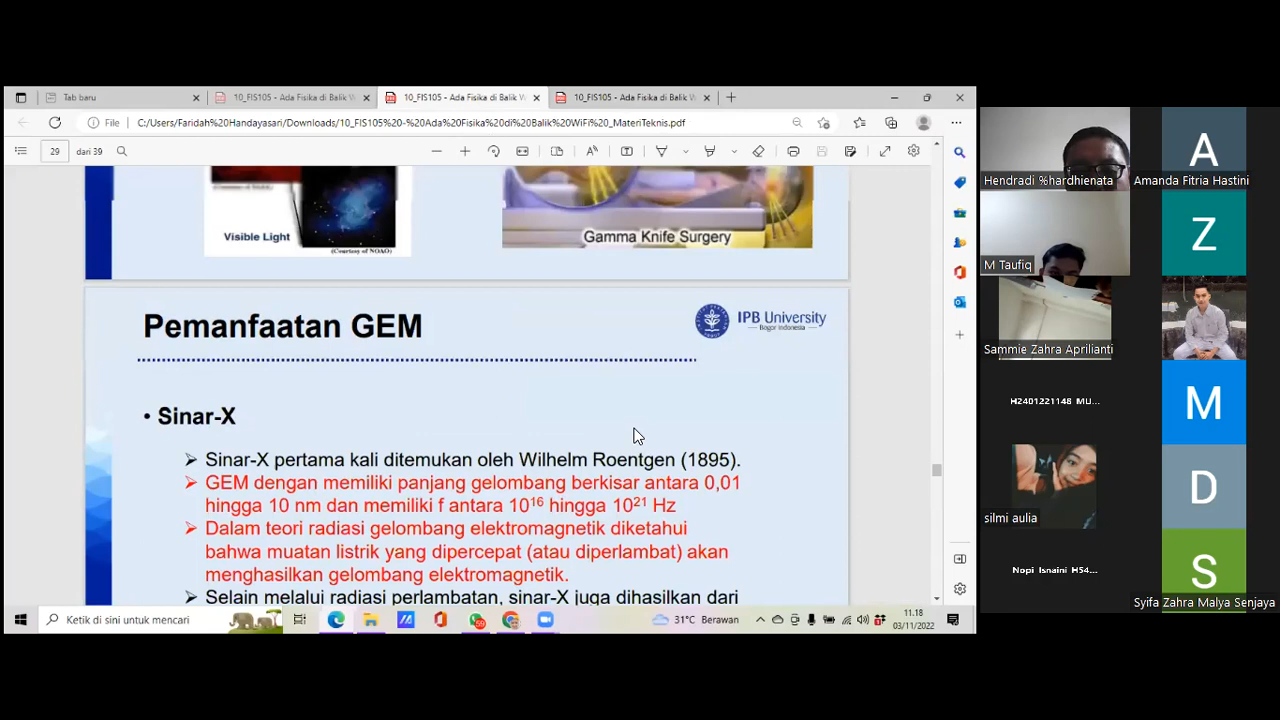 Tab baru
10_FIS105 - Ada Fisika di Balik W
10_FIS105 - Ada Fisika di Balik W
10_FIS105 - Ada Fisika di Balik W
File
C:/Users/Faridah%20Handayasari/Downloads/10_FIS105%20-%20Ada%20Fisika%20di%20Balik%20WiFi%20_MateriTeknis.pdf
29
dari 39
Visible Light
(Courtesy of NOAO)
Gamma Knife Surgery
Pemanfaatan GEM
IPB University
Bogor Indonesia
• Sinar-X
➢ Sinar-X pertama kali ditemukan oleh Wilhelm Roentgen (1895).
➢ GEM dengan memiliki panjang gelombang berkisar antara 0,01
hingga 10 nm dan memiliki f antara 10¹⁶ hingga 10²¹ Hz
➢ Dalam teori radiasi gelombang elektromagnetik diketahui
bahwa muatan listrik yang dipercepat (atau diperlambat) akan
menghasilkan gelombang elektromagnetik.
➢ Selain melalui radiasi perlambatan, sinar-X juga dihasilkan dari
Ketik di sini untuk mencari
59
31°C Berawan
11.18
03/11/2022
Hendradi %hardhienata
A
Amanda Fitria Hastini
M Taufiq
Z
Sammie Zahra Aprilianti
H2401221148 MU...
M
silmi aulia
D
Nopi Isnaini H54...
S
Syifa Zahra Malya Senjaya